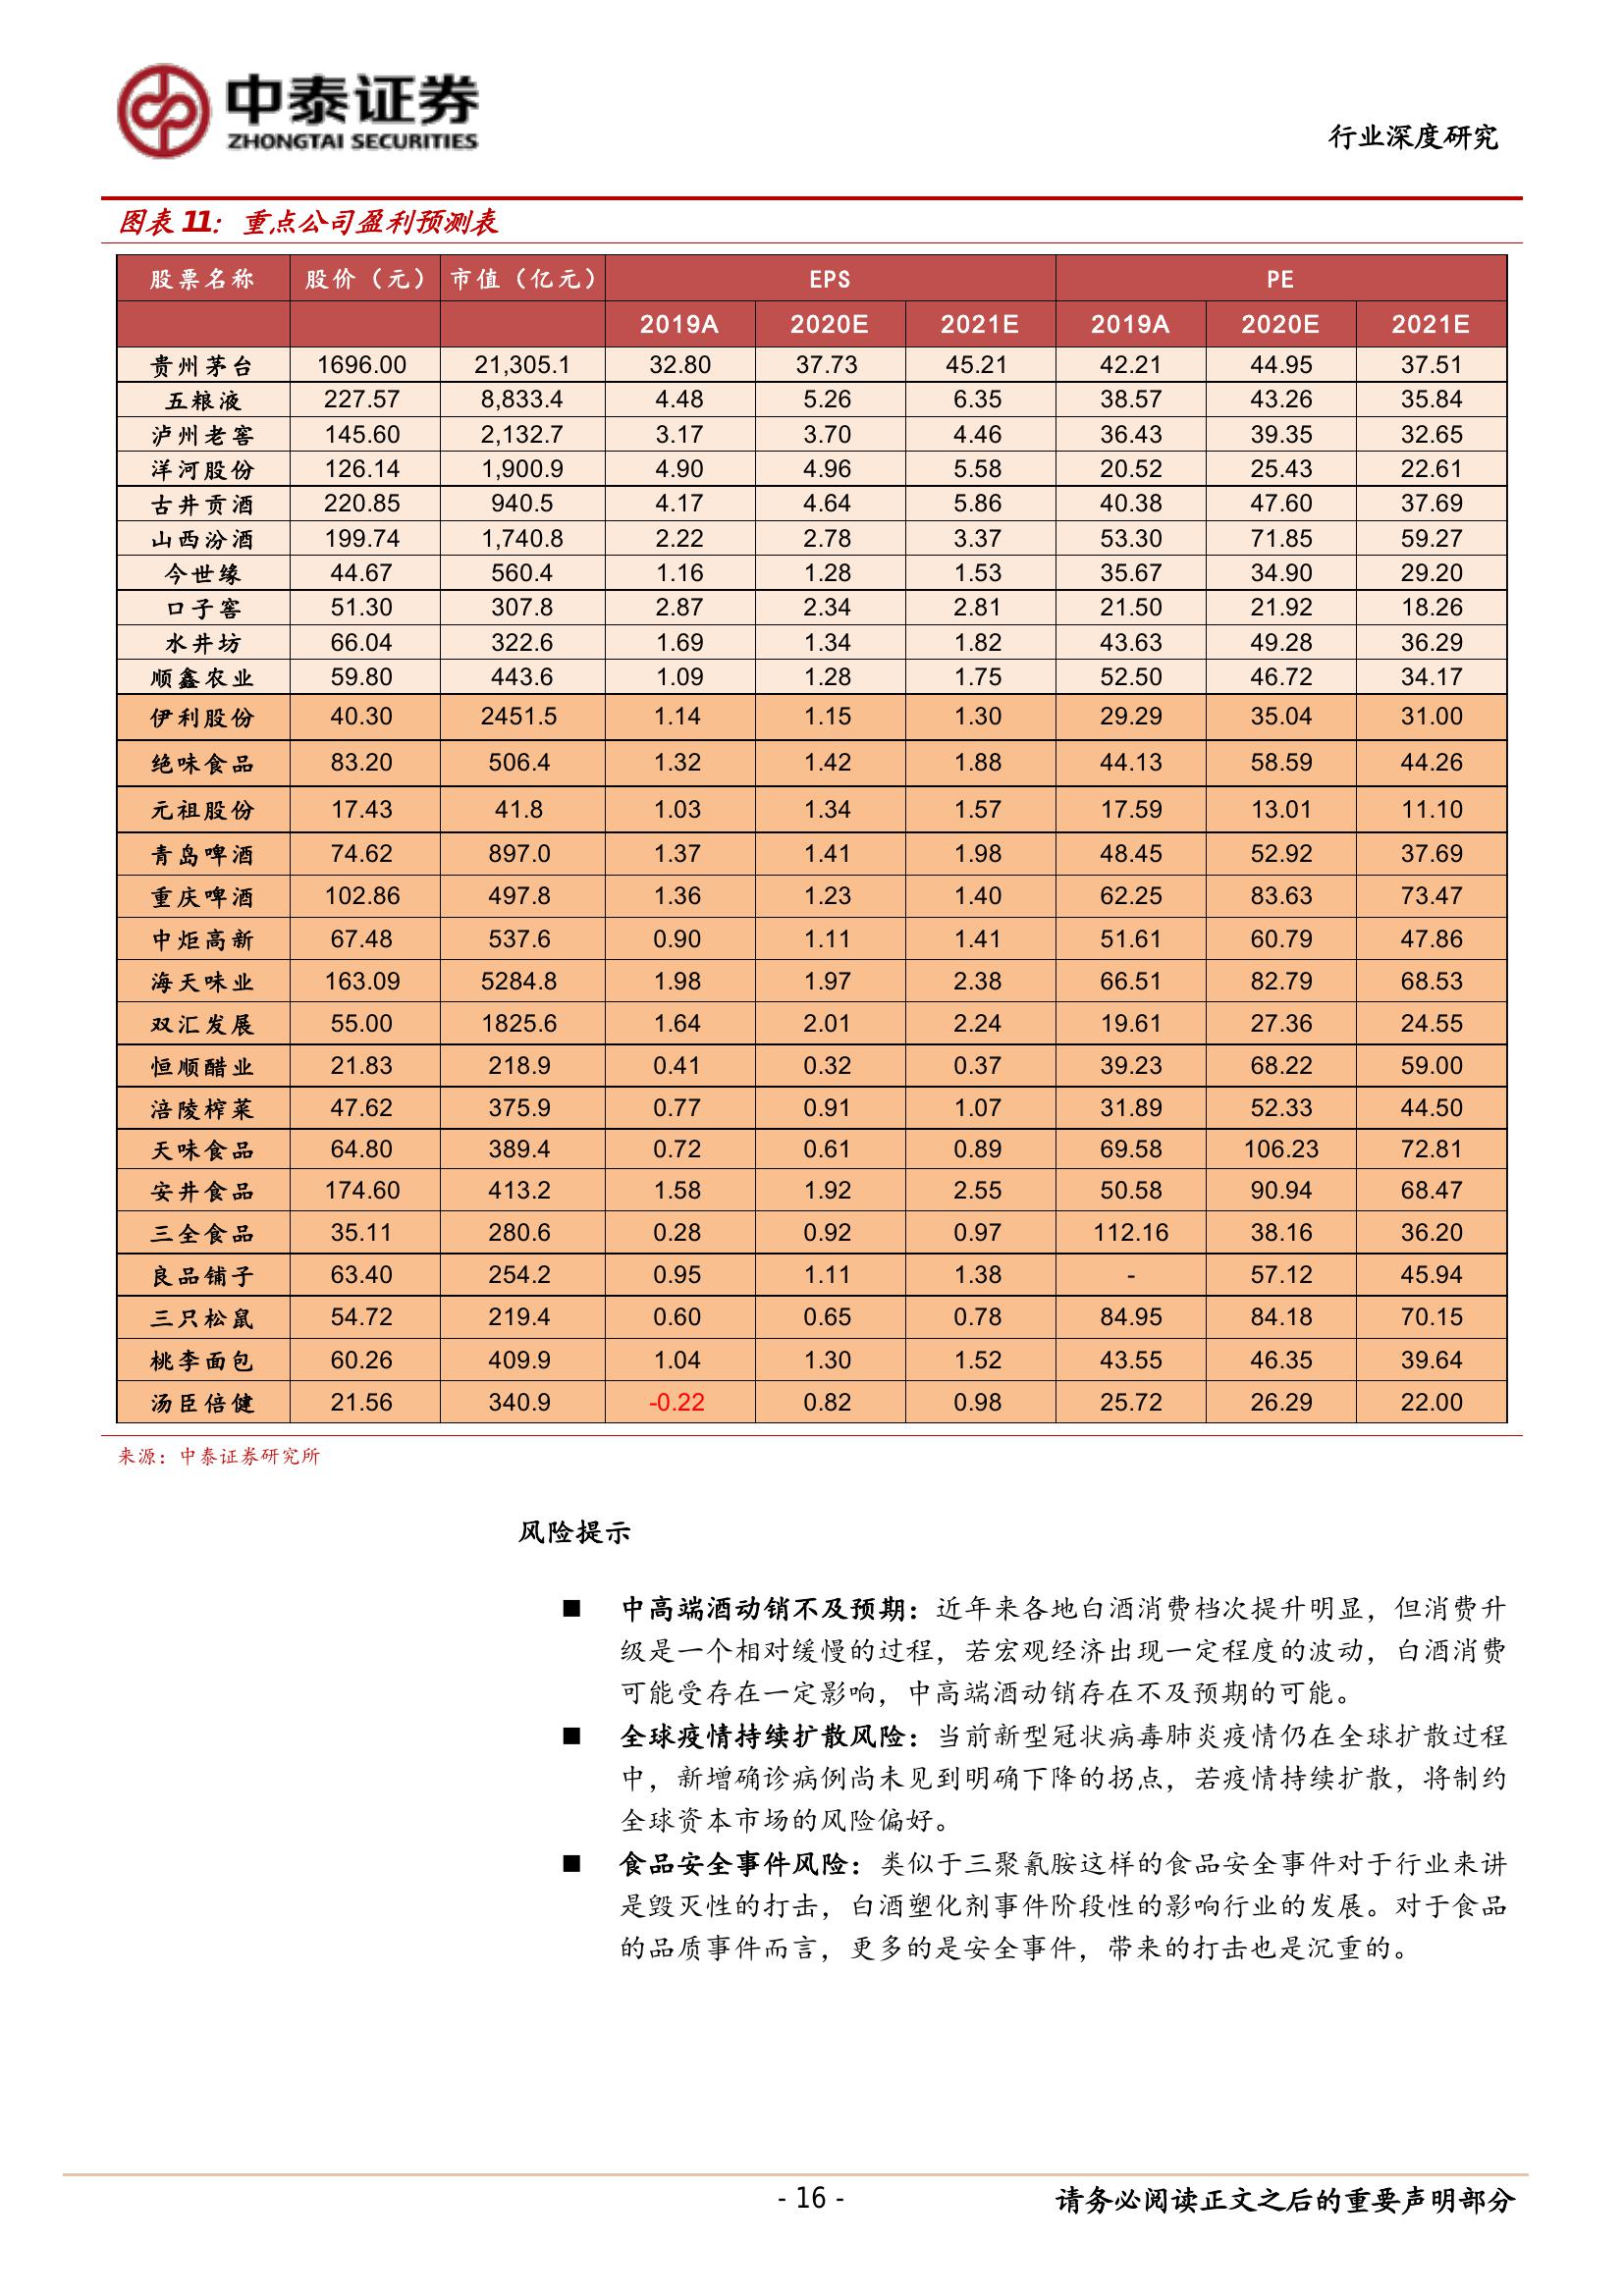 中泰证券
ZHONGTAI SECURITIES
行业深度研究
图表 11：重点公司盈利预测表
股票名称 股价（元） 市值（亿元） EPS PE
2019A 2020E 2021E 2019A 2020E 2021E
贵州茅台 1696.00 21,305.1 32.80 37.73 45.21 42.21 44.95 37.51
五粮液 227.57 8,833.4 4.48 5.26 6.35 38.57 43.26 35.84
泸州老窖 145.60 2,132.7 3.17 3.70 4.46 36.43 39.35 32.65
洋河股份 126.14 1,900.9 4.90 4.96 5.58 20.52 25.43 22.61
古井贡酒 220.85 940.5 4.17 4.64 5.86 40.38 47.60 37.69
山西汾酒 199.74 1,740.8 2.22 2.78 3.37 53.30 71.85 59.27
今世缘 44.67 560.4 1.16 1.28 1.53 35.67 34.90 29.20
口子窖 51.30 307.8 2.87 2.34 2.81 21.50 21.92 18.26
水井坊 66.04 322.6 1.69 1.34 1.82 43.63 49.28 36.29
顺鑫农业 59.80 443.6 1.09 1.28 1.75 52.50 46.72 34.17
伊利股份 40.30 2451.5 1.14 1.15 1.30 29.29 35.04 31.00
绝味食品 83.20 506.4 1.32 1.42 1.88 44.13 58.59 44.26
元祖股份 17.43 41.8 1.03 1.34 1.57 17.59 13.01 11.10
青岛啤酒 74.62 897.0 1.37 1.41 1.98 48.45 52.92 37.69
重庆啤酒 102.86 497.8 1.36 1.23 1.40 62.25 83.63 73.47
中炬高新 67.48 537.6 0.90 1.11 1.41 51.61 60.79 47.86
海天味业 163.09 5284.8 1.98 1.97 2.38 66.51 82.79 68.53
双汇发展 55.00 1825.6 1.64 2.01 2.24 19.61 27.36 24.55
恒顺醋业 21.83 218.9 0.41 0.32 0.37 39.23 68.22 59.00
涪陵榨菜 47.62 375.9 0.77 0.91 1.07 31.89 52.33 44.50
天味食品 64.80 389.4 0.72 0.61 0.89 69.58 106.23 72.81
安井食品 174.60 413.2 1.58 1.92 2.55 50.58 90.94 68.47
三全食品 35.11 280.6 0.28 0.92 0.97 112.16 38.16 36.20
良品铺子 63.40 254.2 0.95 1.11 1.38 - 57.12 45.94
三只松鼠 54.72 219.4 0.60 0.65 0.78 84.95 84.18 70.15
桃李面包 60.26 409.9 1.04 1.30 1.52 43.55 46.35 39.64
汤臣倍健 21.56 340.9 -0.22 0.82 0.98 25.72 26.29 22.00
来源：中泰证券研究所
风险提示
■ 中高端酒动销不及预期：近年来各地白酒消费档次提升明显，但消费升
级是一个相对缓慢的过程，若宏观经济出现一定程度的波动，白酒消费
可能受存在一定影响，中高端酒动销存在不及预期的可能。
■ 全球疫情持续扩散风险：当前新型冠状病毒肺炎疫情仍在全球扩散过程
中，新增确诊病例尚未见到明确下降的拐点，若疫情持续扩散，将制约
全球资本市场的风险偏好。
■ 食品安全事件风险：类似于三聚氰胺这样的食品安全事件对于行业来讲
是毁灭性的打击，白酒塑化剂事件阶段性的影响行业的发展。对于食品
的品质事件而言，更多的是安全事件，带来的打击也是沉重的。
- 16 -
请务必阅读正文之后的重要声明部分